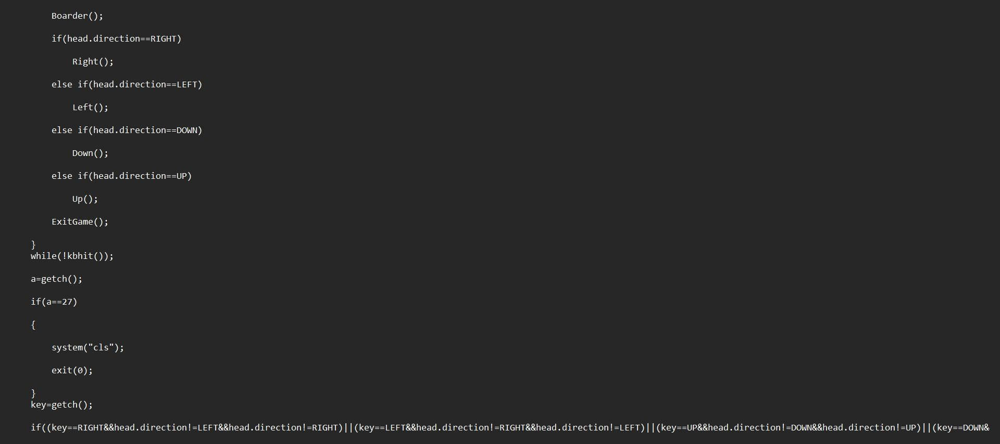 Boarder();
if(head.direction==RIGHT)
Right();
else if(head.direction==LEFT)
Left();
else if(head.direction==DOWN)
Down();
else if(head.direction==UP)
Up();
ExitGame();
}
while(!kbhit());
a=getch();
if(a==27)
{
system("cls");
exit(0);
}
key=getch();
if((key==RIGHT&&head.direction!=LEFT&&head.direction!=RIGHT)||(key==LEFT&&head.direction!=RIGHT&&head.direction!=LEFT)||(key==UP&&head.direction!=DOWN&&head.direction!=UP)||(key==DOWN&